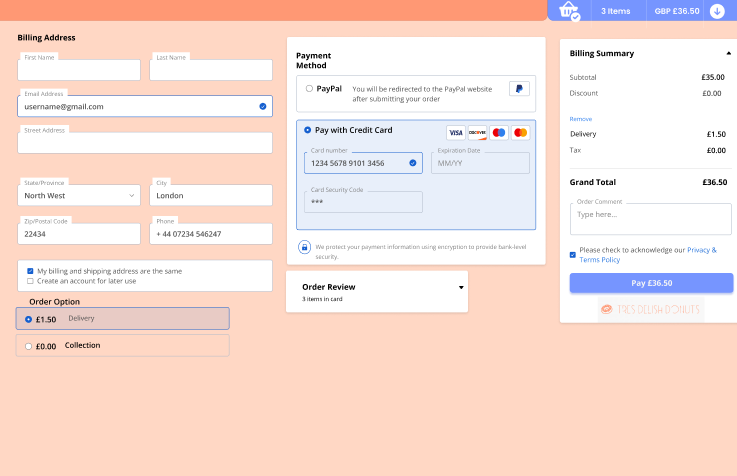 3 Items
GBP £36.50
Billing Address
First Name
Last Name
Email Address
username@gmail.com
Street Address
State/Province
North West
City
London
Zip/Postal Code
22434
Phone
+ 44 07234 546247
My billing and shipping address are the same
Create an account for later use
Order Option
£1.50 Delivery
£0.00 Collection
Payment
Method
PayPal
You will be redirected to the PayPal website
after submitting your order
Pay with Credit Card
VISA DISCOVER
Card number
1234 5678 9101 3456
Expiration Date
MM/YY
Card Security Code
***
We protect your payment information using encryption to provide bank-level
security.
Order Review
3 items in card
Billing Summary
Subtotal £35.00
Discount £0.00
Remove
Delivery £1.50
Tax £0.00
Grand Total £36.50
Order Comment
Type here...
Please check to acknowledge our Privacy &
Terms Policy
Pay £36.50
TRES DELISH DONUTS